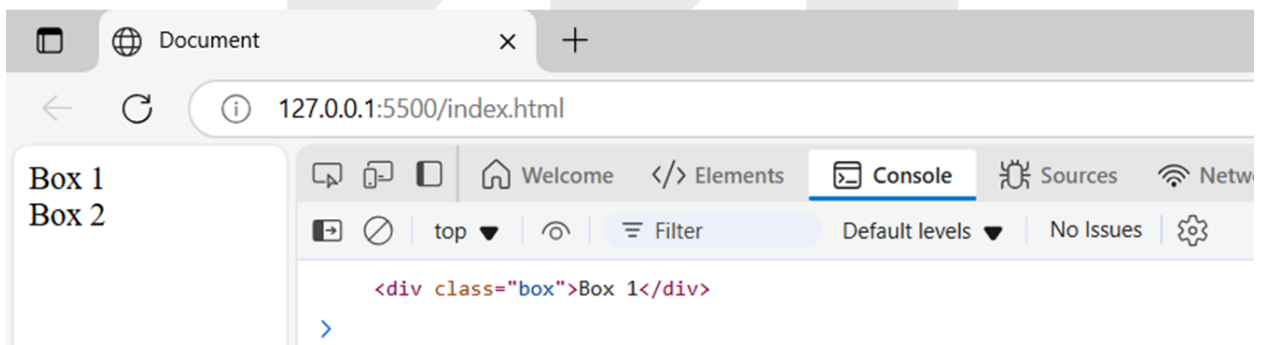 Document
127.0.0.1:5500/index.html
Box 1
Box 2
Welcome
Elements
Console
Sources
Netw
top
Filter
Default levels
No Issues
<div class="box">Box 1</div>